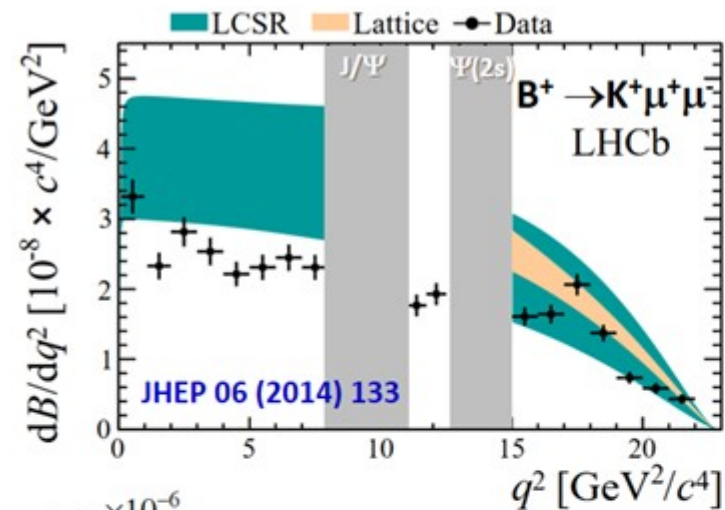 LCSR Lattice Data
dB/dq² [10⁻⁸ × c⁴/GeV²]
5
4
3
2
1
0
J/Ψ
Ψ(2s)
B⁺ →K⁺μ⁺μ⁻
LHCb
JHEP 06 (2014) 133
0 5 10 15 20
q² [GeV²/c⁴]
×10⁻⁶